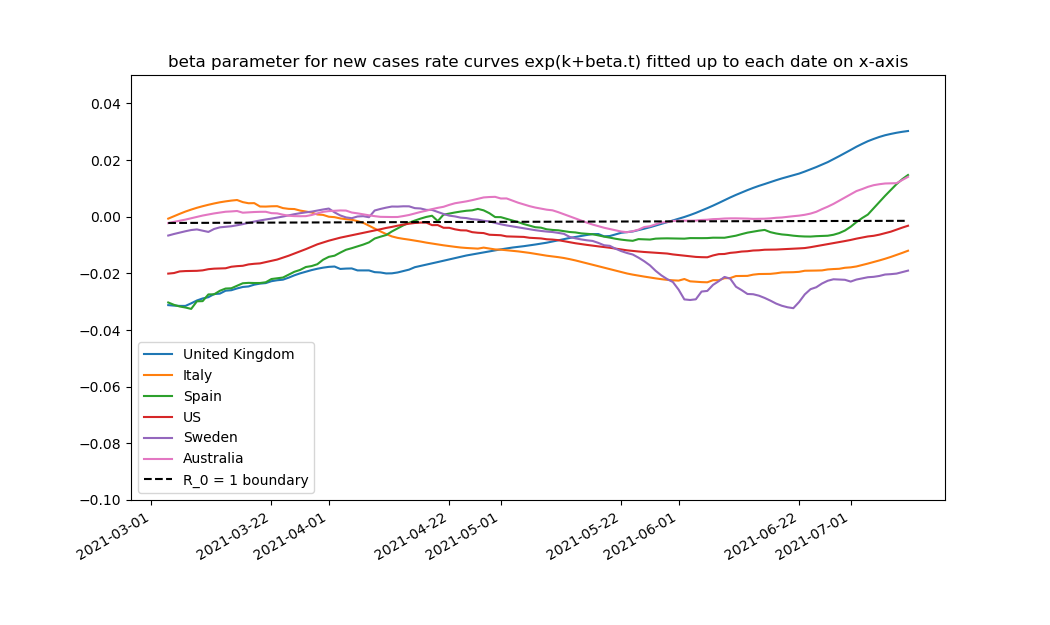 beta parameter for new cases rate curves exp(k+beta.t) fitted up to each date on x-axis
0.04
0.02
0.00
−0.02
−0.04
−0.06
−0.08
−0.10
United Kingdom
Italy
Spain
US
Sweden
Australia
R_0 = 1 boundary
2021-03-01
2021-03-22
2021-04-01
2021-04-22
2021-05-01
2021-05-22
2021-06-01
2021-06-22
2021-07-01